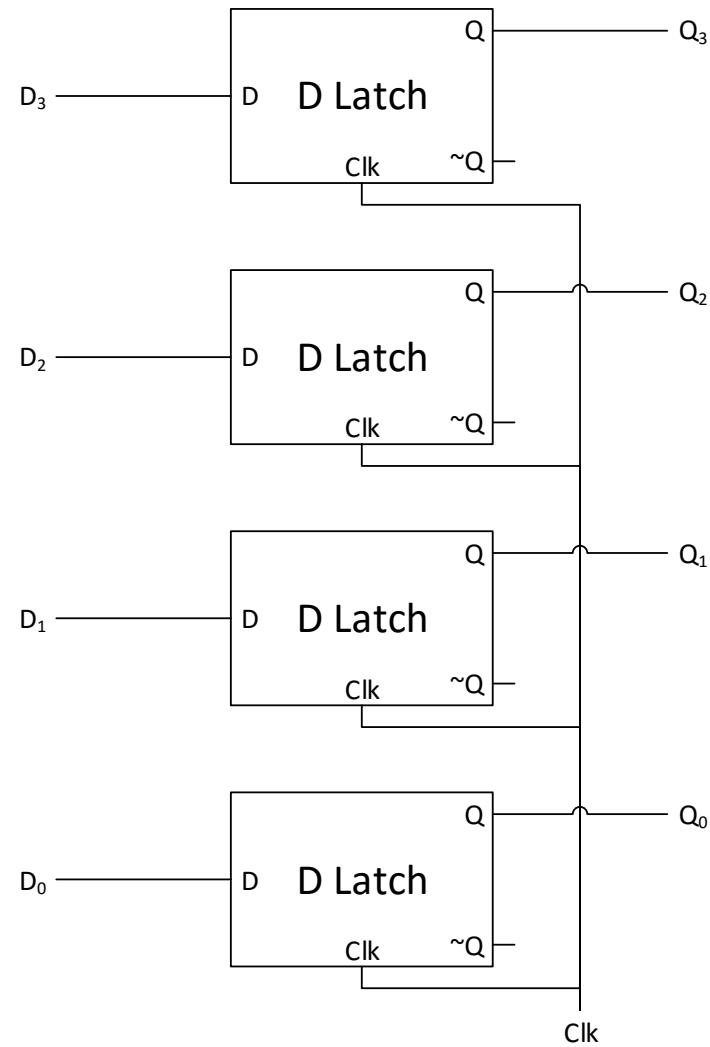 Q
Q₃
D₃
D
D Latch
~Q
Clk
Q
Q₂
D₂
D
D Latch
~Q
Clk
Q
Q₁
D₁
D
D Latch
~Q
Clk
Q
Q₀
D₀
D
D Latch
~Q
Clk
Clk